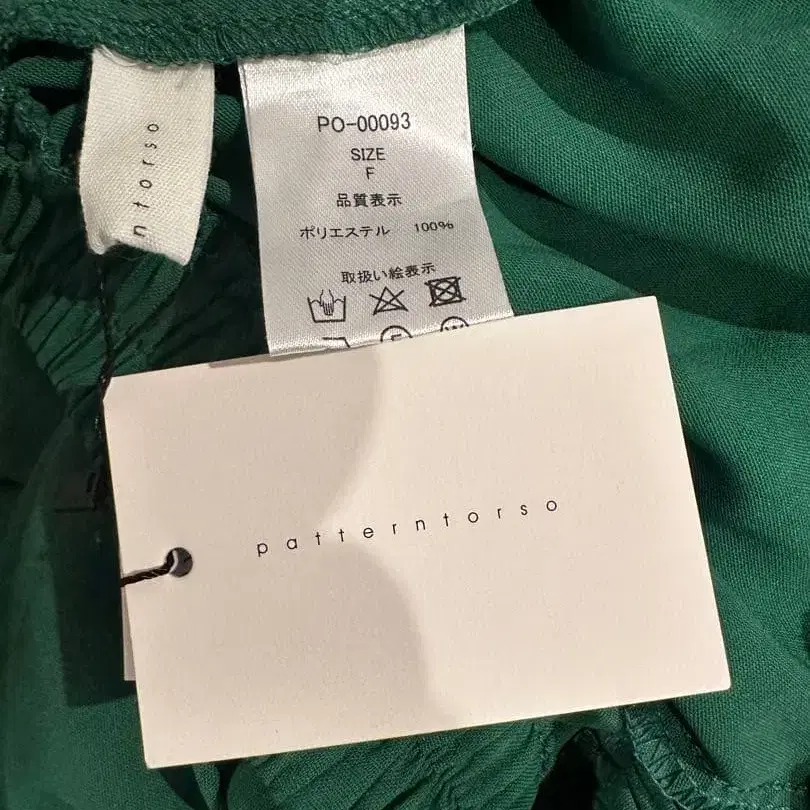 ntorso
PO-00093
SIZE
F
品質表示
ポリエステル 100%
取扱い絵表示
patterntorso